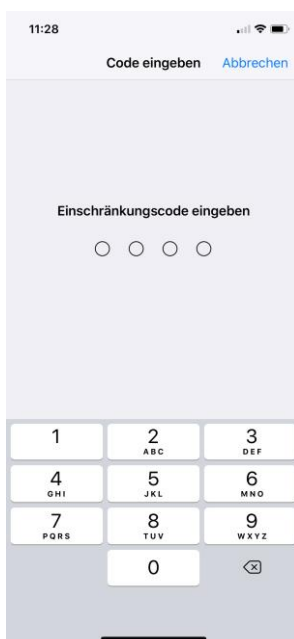 11:28
Code eingeben Abbrechen
Einschränkungscode eingeben
1 2 3
ABC DEF
4 5 6
GHI JKL MNO
7 8 9
PQRS TUV WXYZ
0